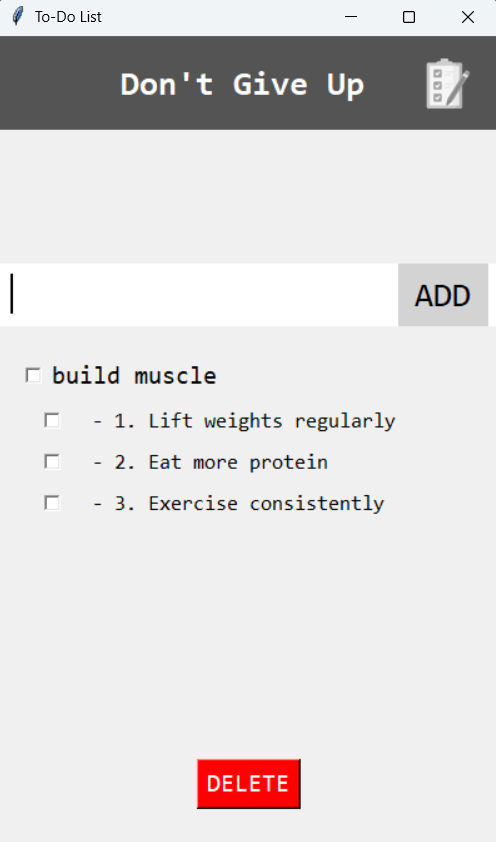 To-Do List
Don't Give Up
ADD
build muscle
- 1. Lift weights regularly
- 2. Eat more protein
- 3. Exercise consistently
DELETE